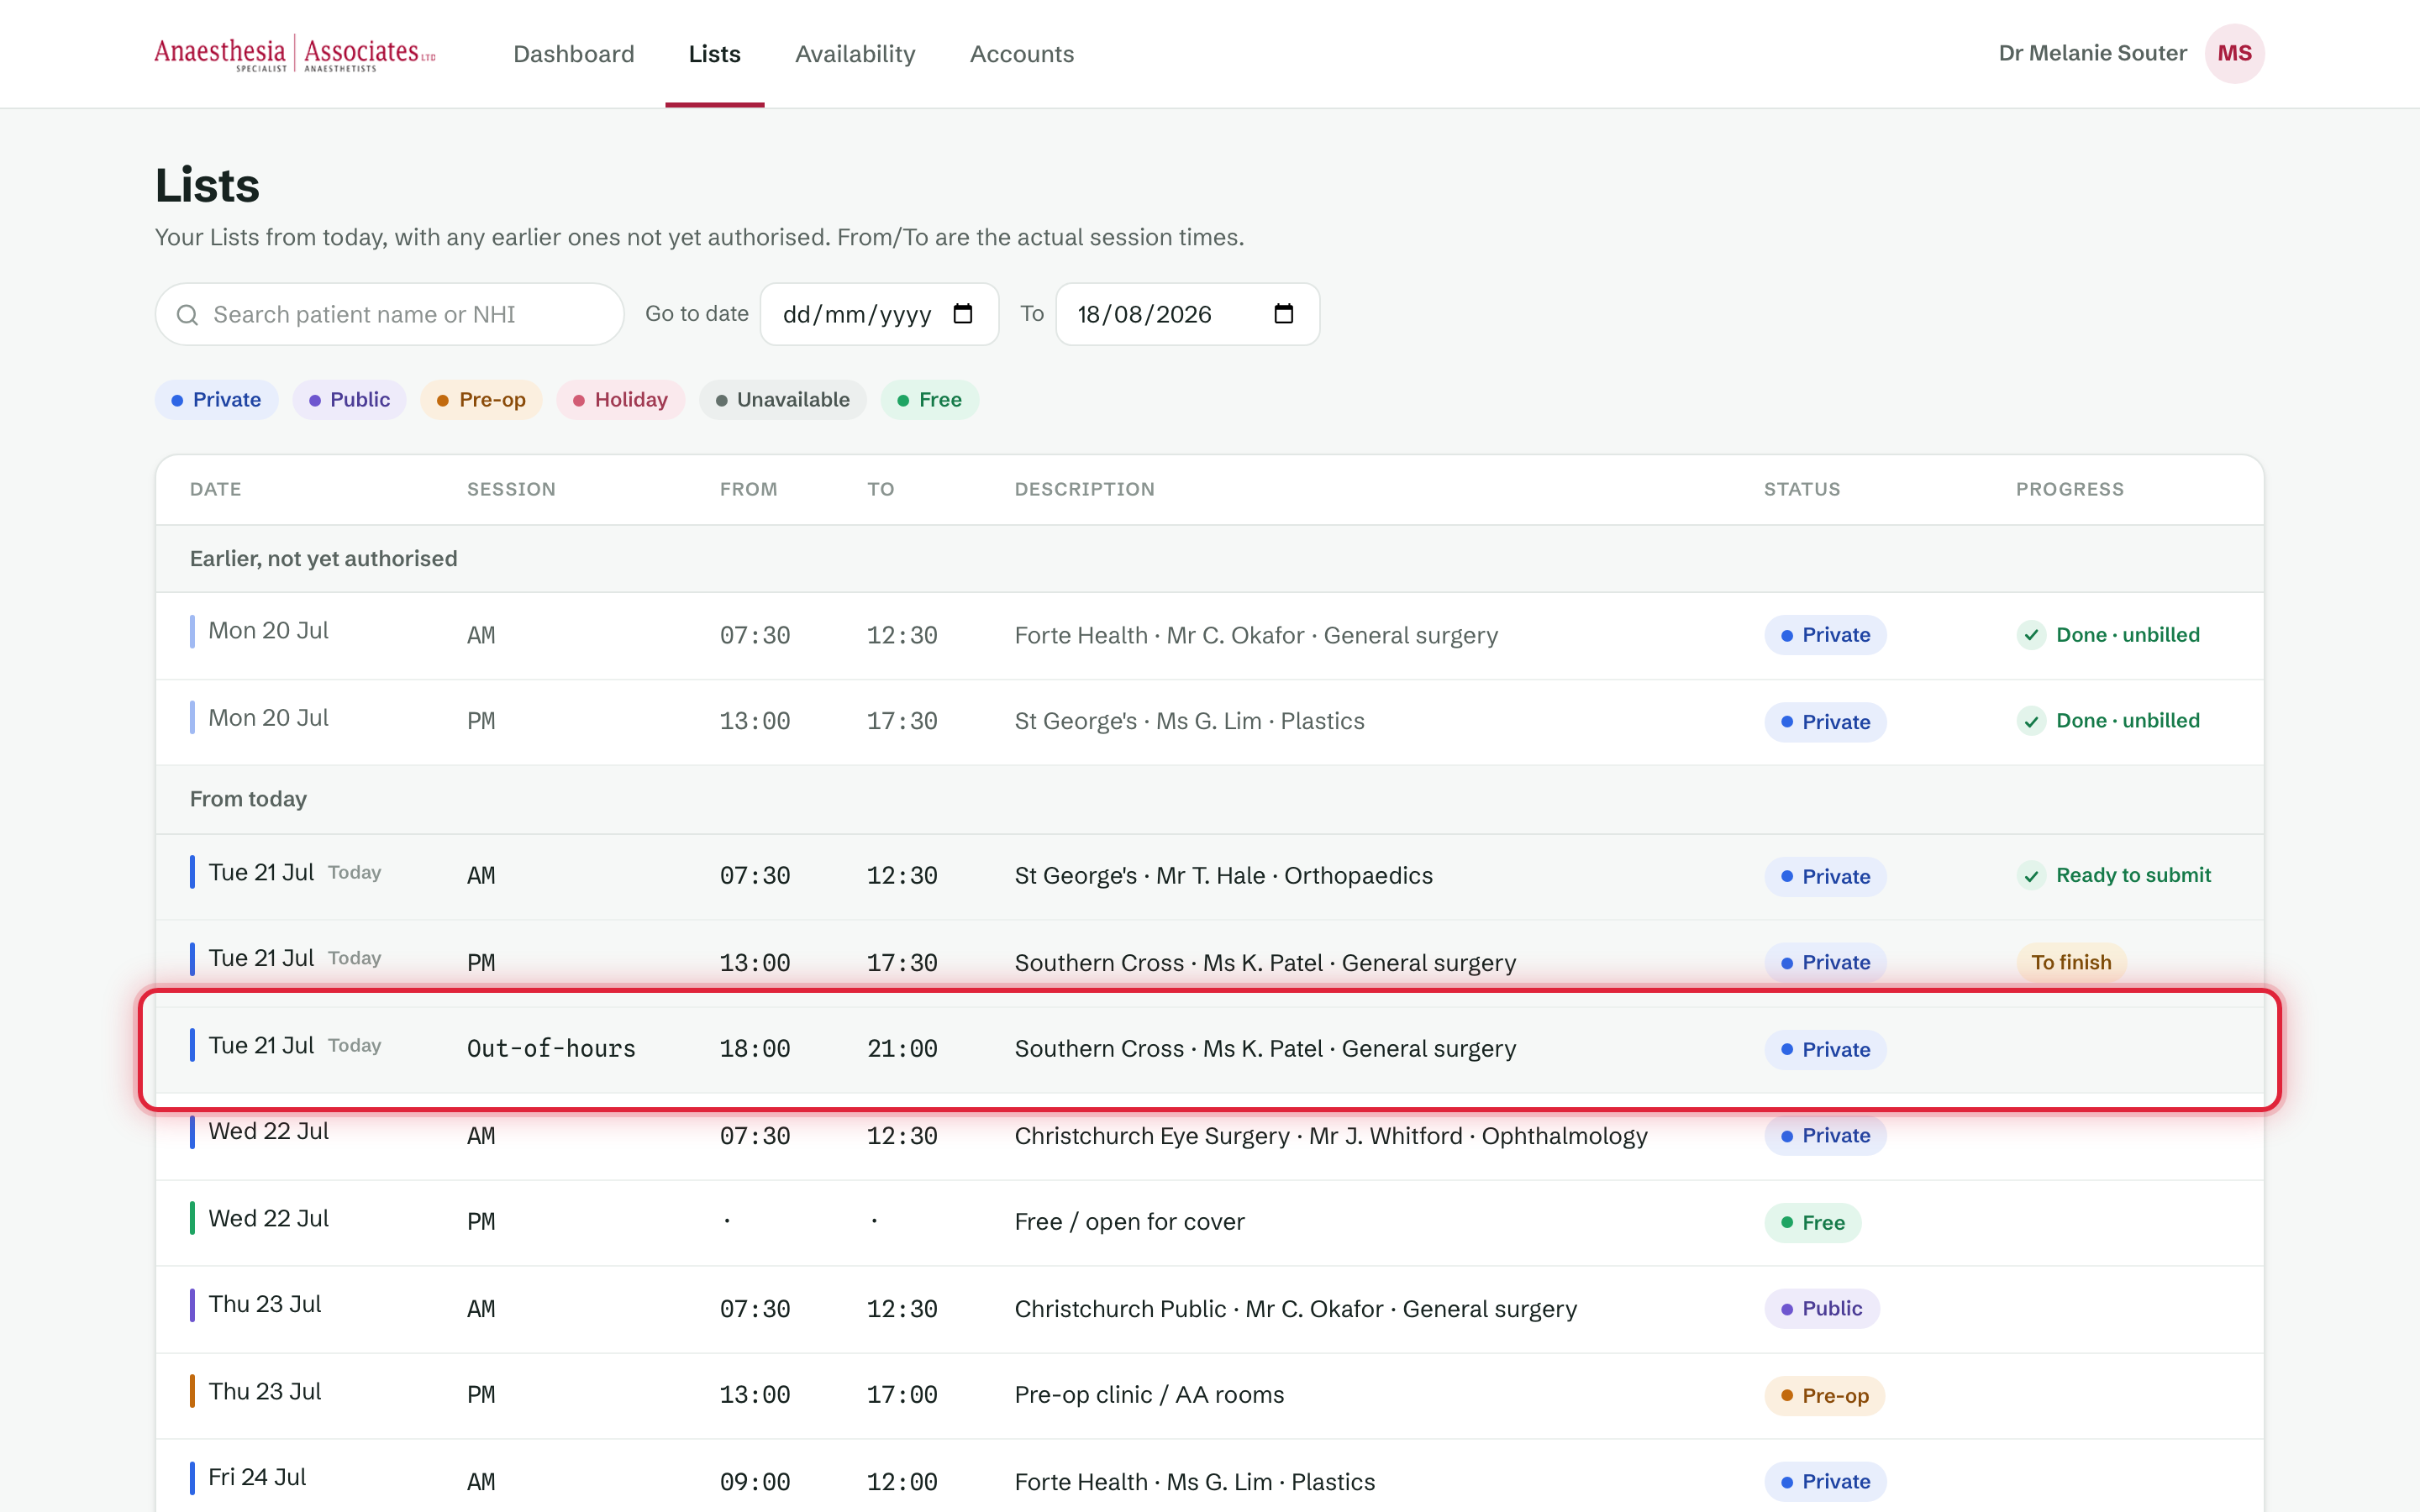 Anaesthesia | Associates LTD
SPECIALIST ANAESTHETISTS
Dashboard
Lists
Availability
Accounts
Dr Melanie Souter
MS
Lists
Your Lists from today, with any earlier ones not yet authorised. From/To are the actual session times.
Search patient name or NHI
Go to date
dd/mm/yyyy
To
18/08/2026
Private
Public
Pre-op
Holiday
Unavailable
Free
DATE SESSION FROM TO DESCRIPTION STATUS PROGRESS
Earlier, not yet authorised
Mon 20 Jul AM 07:30 12:30 Forte Health · Mr C. Okafor · General surgery Private Done · unbilled
Mon 20 Jul PM 13:00 17:30 St George's · Ms G. Lim · Plastics Private Done · unbilled
From today
Tue 21 Jul Today AM 07:30 12:30 St George's · Mr T. Hale · Orthopaedics Private Ready to submit
Tue 21 Jul Today PM 13:00 17:30 Southern Cross · Ms K. Patel · General surgery Private To finish
Tue 21 Jul Today Out-of-hours 18:00 21:00 Southern Cross · Ms K. Patel · General surgery Private
Wed 22 Jul AM 07:30 12:30 Christchurch Eye Surgery · Mr J. Whitford · Ophthalmology Private
Wed 22 Jul PM · · Free / open for cover Free
Thu 23 Jul AM 07:30 12:30 Christchurch Public · Mr C. Okafor · General surgery Public
Thu 23 Jul PM 13:00 17:00 Pre-op clinic / AA rooms Pre-op
Fri 24 Jul AM 09:00 12:00 Forte Health · Ms G. Lim · Plastics Private